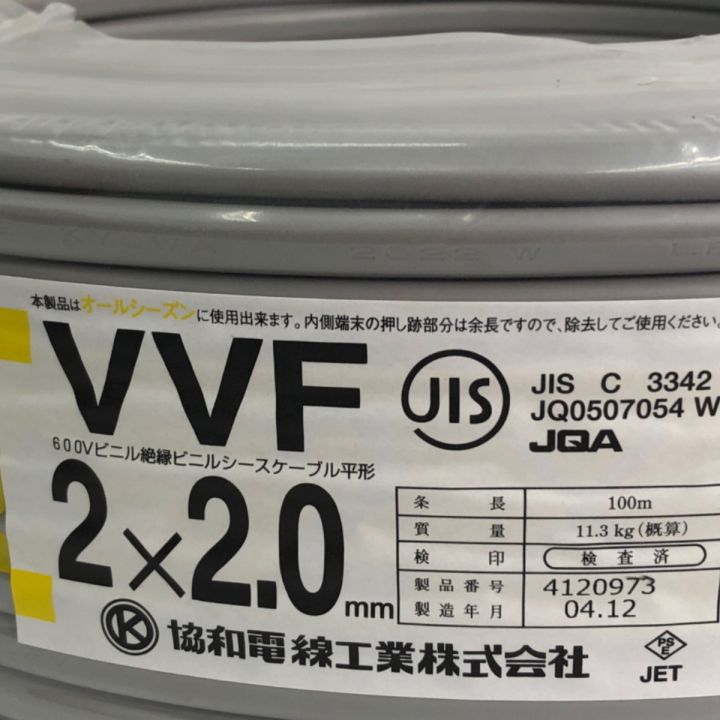 KYOWA 2022 W
本製品はオールシーズンに使用出来ます。内側端末の押し跡部分は余長ですので、除去してご使用ください
VVF
600Vビニル絶縁ビニルシースケーブル平形
2×2.0mm
JIS
JIS C 3342
JQ0507054 W
JQA
条長 100m
質量 11.3kg(概算)
検印 検査済
製品番号 4120973
製造年月 04.12
K 協和電線工業株式会社
PSE
JET